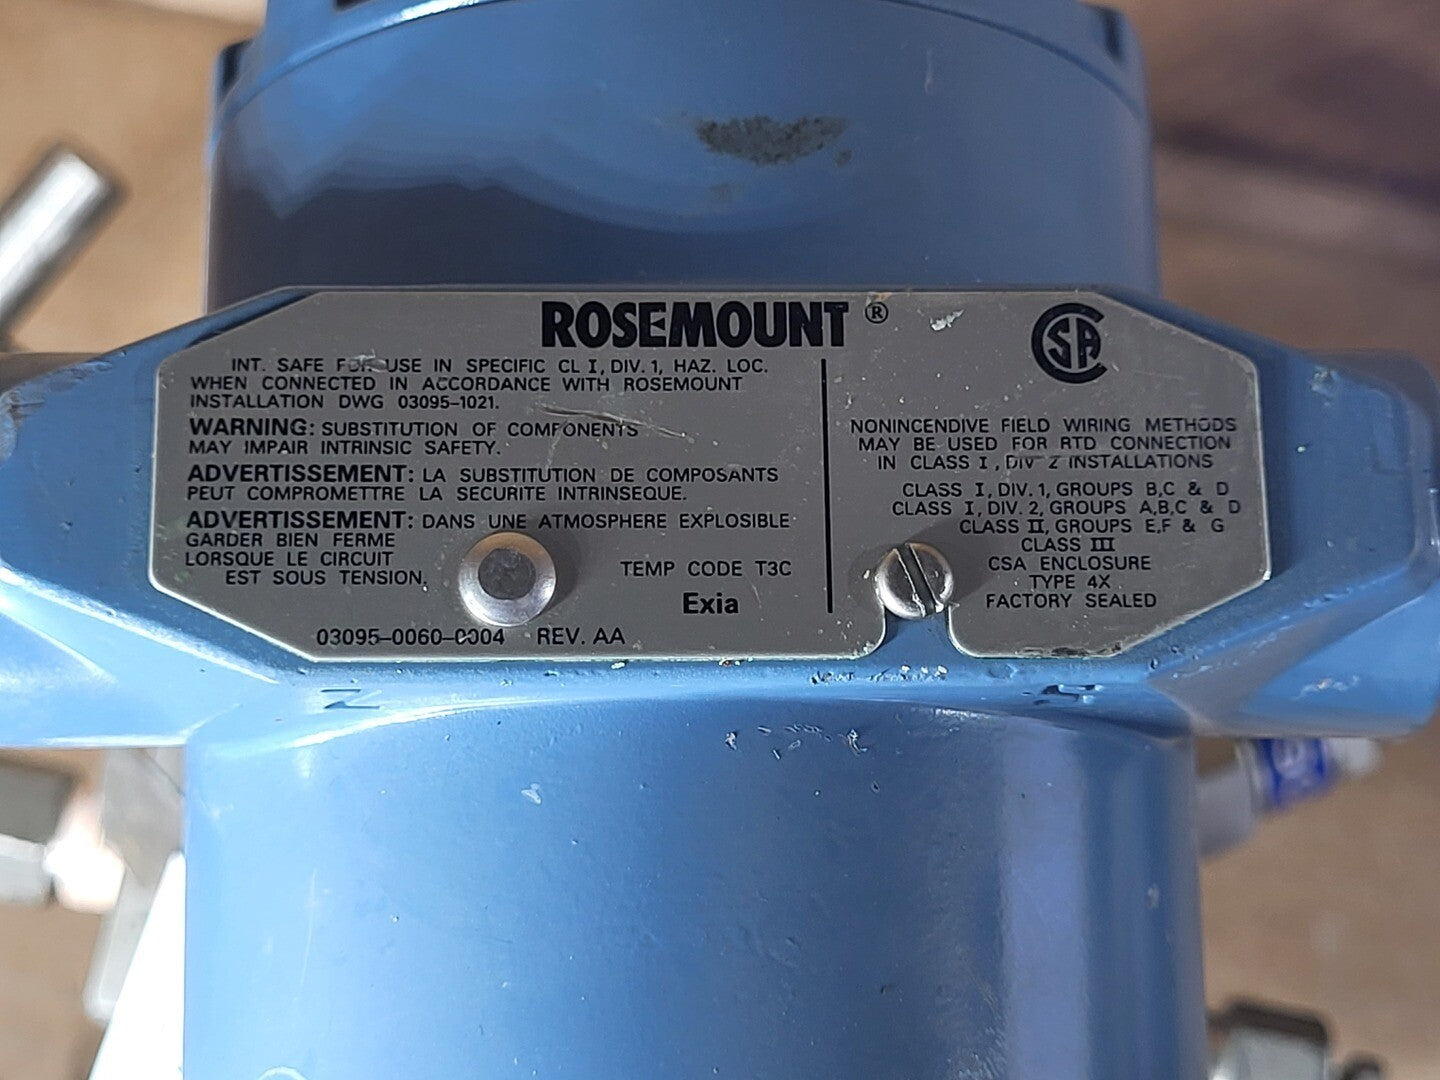 ROSEMOUNT®
INT. SAFE FOR USE IN SPECIFIC CL I, DIV. 1, HAZ. LOC.
WHEN CONNECTED IN ACCORDANCE WITH ROSEMOUNT
INSTALLATION DWG 03095-1021.
WARNING: SUBSTITUTION OF COMPONENTS
MAY IMPAIR INTRINSIC SAFETY.
ADVERTISSEMENT: LA SUBSTITUTION DE COMPOSANTS
PEUT COMPROMETTRE LA SECURITE INTRINSEQUE.
ADVERTISSEMENT: DANS UNE ATMOSPHERE EXPLOSIBLE
GARDER BIEN FERME
LORSQUE LE CIRCUIT
EST SOUS TENSION.
TEMP CODE T3C
Exia
03095-0060-0004 REV. AA
CSA
NONINCENDIVE FIELD WIRING METHODS
MAY BE USED FOR RTD CONNECTION
IN CLASS I, DIV 2 INSTALLATIONS
CLASS I, DIV. 1, GROUPS B,C & D
CLASS I, DIV. 2, GROUPS A,B,C & D
CLASS II, GROUPS E,F & G
CLASS III
CSA ENCLOSURE
TYPE 4X
FACTORY SEALED